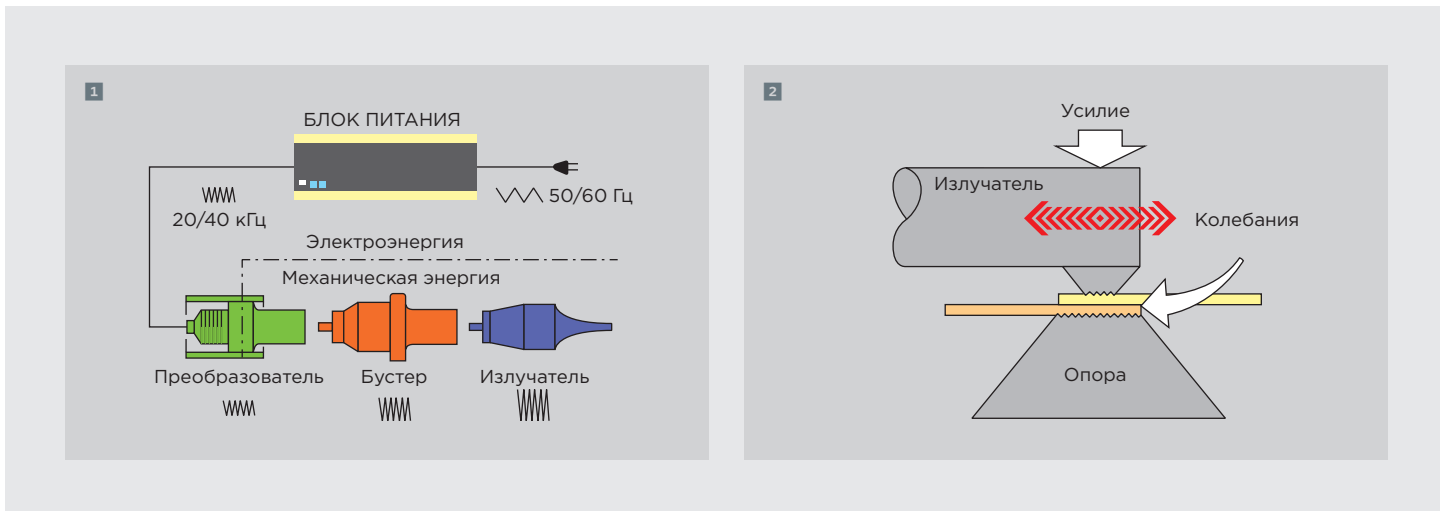 1
БЛОК ПИТАНИЯ
20/40 кГц
50/60 Гц
Электроэнергия
Механическая энергия
Преобразователь
Бустер
Излучатель
2
Усилие
Излучатель
Колебания
Опора